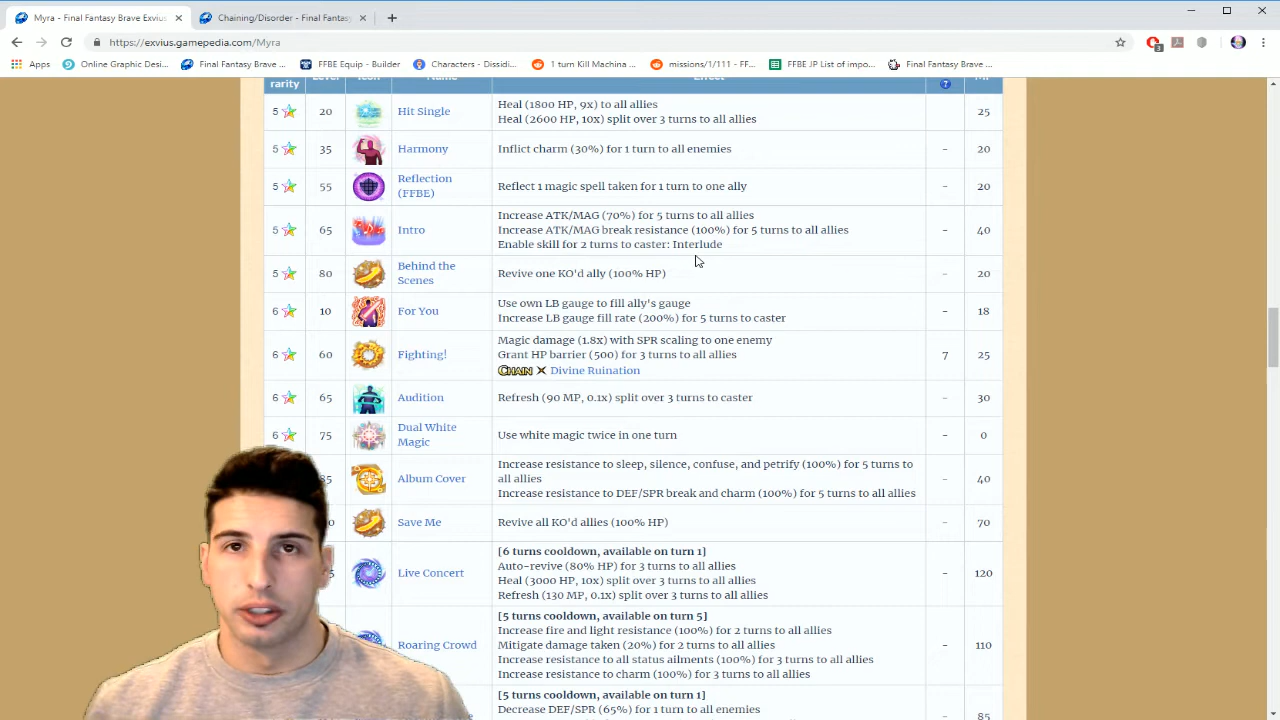 Myra - Final Fantasy Brave Exvius
Chaining/Disorder - Final Fantasy
https://exvius.gamepedia.com/Myra
Apps
Online Graphic Desi...
Final Fantasy Brave ...
FFBE Equip - Builder
Characters - Dissidi...
1 turn Kill Machina ...
missions/1/111 - FF...
FFBE JP List of impo...
Final Fantasy Brave ...
rarity Level Icon Name Effect MP
5 20 Hit Single Heal (1800 HP, 9x) to all allies 25
Heal (2600 HP, 10x) split over 3 turns to all allies
5 35 Harmony Inflict charm (30%) for 1 turn to all enemies - 20
5 55 Reflection (FFBE) Reflect 1 magic spell taken for 1 turn to one ally - 20
5 65 Intro Increase ATK/MAG (70%) for 5 turns to all allies - 40
Increase ATK/MAG break resistance (100%) for 5 turns to all allies
Enable skill for 2 turns to caster: Interlude
5 80 Behind the Scenes Revive one KO'd ally (100% HP) - 20
6 10 For You Use own LB gauge to fill ally's gauge - 18
Increase LB gauge fill rate (200%) for 5 turns to caster
6 60 Fighting! Magic damage (1.8x) with SPR scaling to one enemy 7 25
Grant HP barrier (500) for 3 turns to all allies
CHAIN Divine Ruination
6 65 Audition Refresh (90 MP, 0.1x) split over 3 turns to caster - 30
6 75 Dual White Magic Use white magic twice in one turn - 0
Album Cover Increase resistance to sleep, silence, confuse, and petrify (100%) for 5 turns to - 40
all allies
Increase resistance to DEF/SPR break and charm (100%) for 5 turns to all allies
Save Me Revive all KO'd allies (100% HP) - 70
[6 turns cooldown, available on turn 1]
Live Concert Auto-revive (80% HP) for 3 turns to all allies - 120
Heal (3000 HP, 10x) split over 3 turns to all allies
Refresh (130 MP, 0.1x) split over 3 turns to all allies
[5 turns cooldown, available on turn 5]
Increase fire and light resistance (100%) for 2 turns to all allies
Roaring Crowd Mitigate damage taken (20%) for 2 turns to all allies - 110
Increase resistance to all status ailments (100%) for 3 turns to all allies
Increase resistance to charm (100%) for 3 turns to all allies
[5 turns cooldown, available on turn 1]
Decrease DEF/SPR (65%) for 1 turn to all enemies - 85